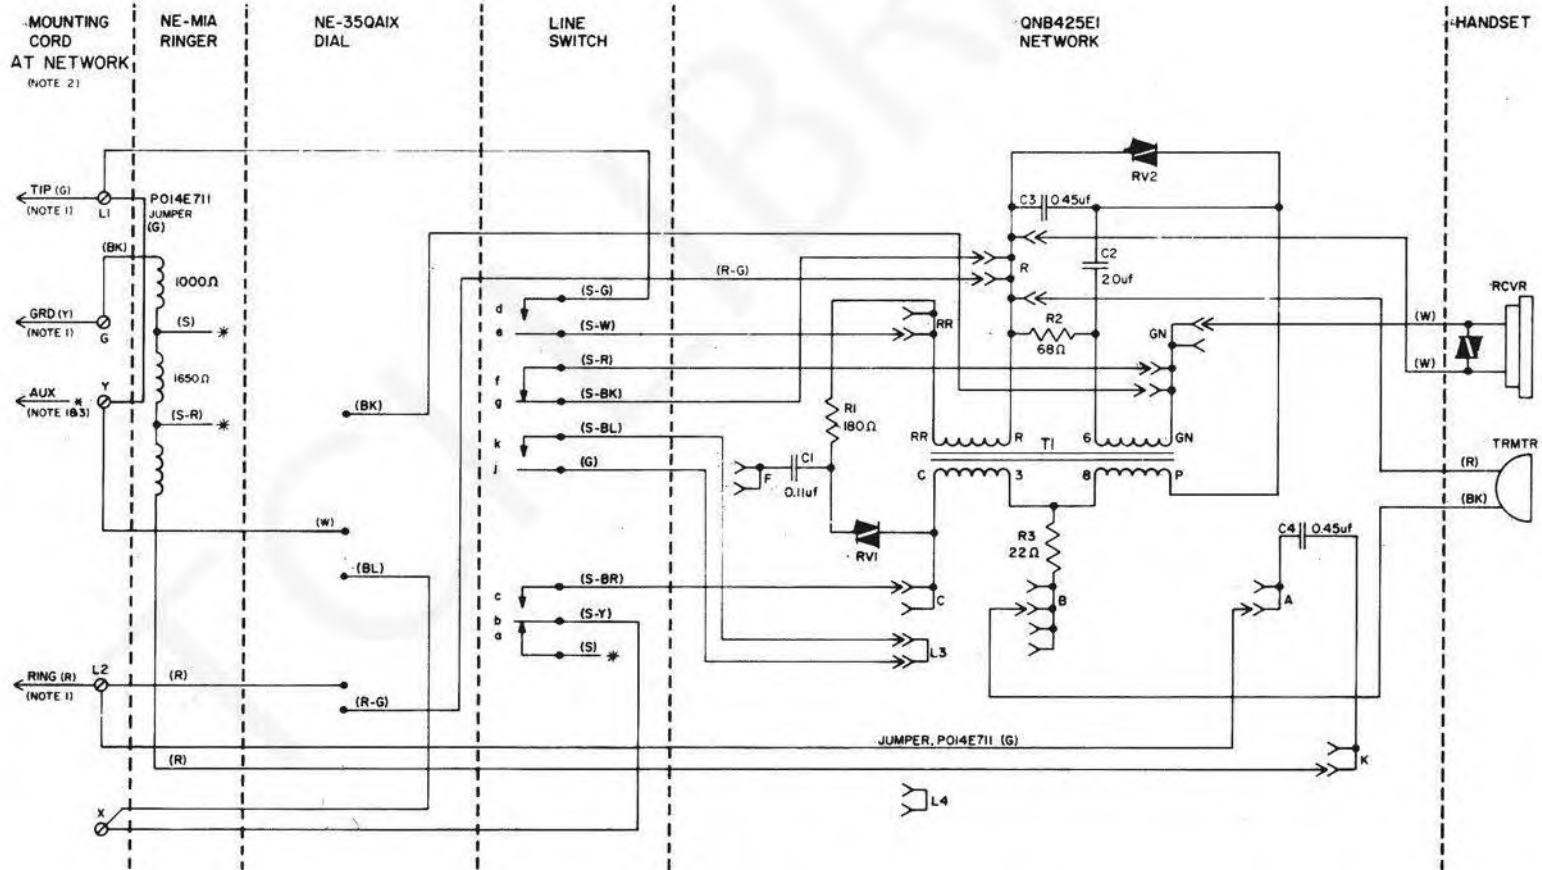 MOUNTING
CORD
AT NETWORK
(NOTE 2)
NE-M1A
RINGER
NE-35QA1X
DIAL
LINE
SWITCH
QNB425E1
NETWORK
HANDSET
TIP (G)
(NOTE 1)
L1
P014E711
JUMPER
(G)
(BK)
1000Ω
GRD (Y)
(NOTE 1)
G
(S)
*
1650Ω
AUX *
(NOTE 1&3)
Y
(S-R)
*
(BK)
(W)
(BL)
RING (R)
(NOTE 1)
L2
(R)
(R-G)
(R)
X
(R-G)
d
(S-G)
e
(S-W)
f
(S-R)
g
(S-BK)
k
(S-BL)
j
(G)
c
(S-BR)
b
(S-Y)
a
(S) *
RV2
C3 0.45uf
R
C2
2.0uf
RR
R2
68Ω
GN
R1
180Ω
RR
R
T1
6
GN
C
3
8
P
F
C1
0.11uf
RV1
R3
22Ω
C
B
L3
C4 0.45uf
A
JUMPER, P014E711 (G)
K
L4
RCVR
(W)
(W)
TRMTR
(R)
(BK)